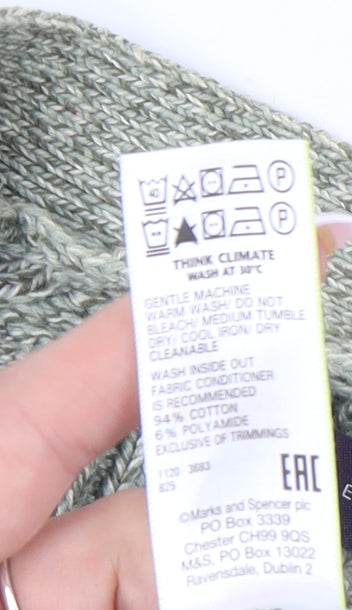 40 P
P
THINK CLIMATE
WASH AT 30°C
GENTLE MACHINE
WARM WASH/ DO NOT
BLEACH/ MEDIUM TUMBLE
DRY/ COOL IRON/ DRY
CLEANABLE
WASH INSIDE OUT
FABRIC CONDITIONER
IS RECOMMENDED
94% COTTON
6% POLYAMIDE
EXCLUSIVE OF TRIMMINGS
1120 3683
825
EAC
©Marks and Spencer plc
PO Box 3339
Chester CH99 9QS
M&S, PO Box 13022
Ravensdale, Dublin 2